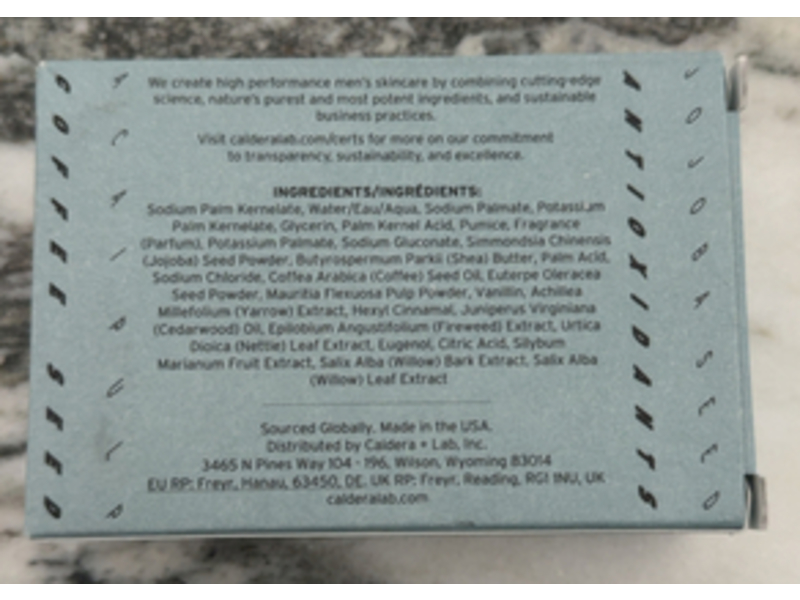 We create high performance men's skincare by combining cutting-edge
science, nature's purest and most potent ingredients, and sustainable
business practices.
Visit calderalab.com/certs for more on our commitment
to transparency, sustainability, and excellence.
INGREDIENTS/INGRÉDIENTS:
Sodium Palm Kernelate, Water/Eau/Aqua, Sodium Palmate, Potassium
Palm Kernelate, Glycerin, Palm Kernel Acid, Pumice, Fragrance
(Parfum), Potassium Palmate, Sodium Gluconate, Simmondsia Chinensis
(Jojoba) Seed Powder, Butyrospermum Parkii (Shea) Butter, Palm Acid,
Sodium Chloride, Coffea Arabica (Coffee) Seed Oil, Euterpe Oleracea
Seed Powder, Mauritia Flexuosa Pulp Powder, Vanillin, Achillea
Millefolium (Yarrow) Extract, Hexyl Cinnamal, Juniperus Virginiana
(Cedarwood) Oil, Epilobium Angustifolium (Fireweed) Extract, Urtica
Dioica (Nettle) Leaf Extract, Eugenol, Citric Acid, Silybum
Marianum Fruit Extract, Salix Alba (Willow) Bark Extract, Salix Alba
(Willow) Leaf Extract
Sourced Globally. Made in the USA.
Distributed by Caldera + Lab, Inc.
3465 N Pines Way 104 - 196, Wilson, Wyoming 83014
EU RP: Freyr, Hanau, 63450, DE. UK RP: Freyr, Reading, RG1 1NU, UK
calderalab.com
COFFEE SEED
ACAI PULP
ANTIOXIDANTS
JOJOBA SEED